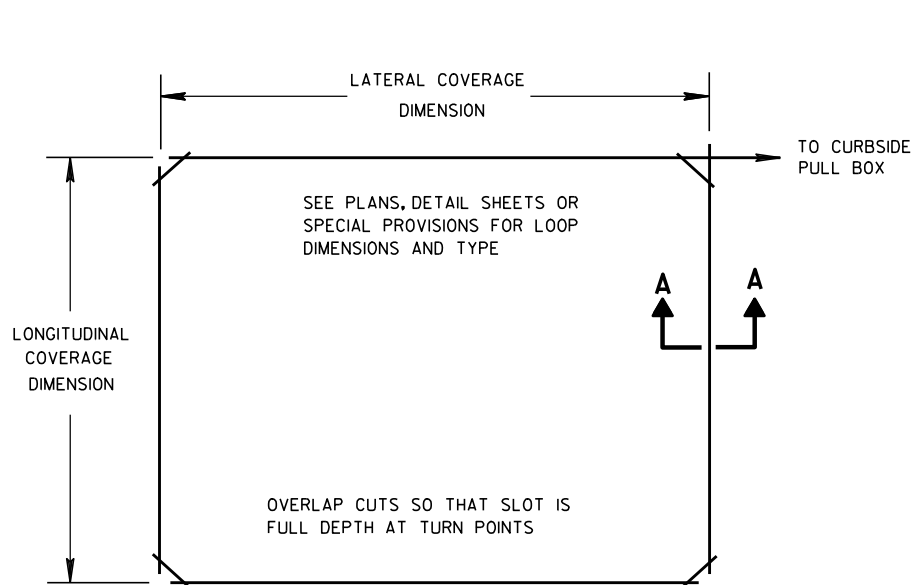 LATERAL COVERAGE
DIMENSION
TO CURBSIDE
PULL BOX
SEE PLANS, DETAIL SHEETS OR
SPECIAL PROVISIONS FOR LOOP
DIMENSIONS AND TYPE
A A
LONGITUDINAL
COVERAGE
DIMENSION
OVERLAP CUTS SO THAT SLOT IS
FULL DEPTH AT TURN POINTS